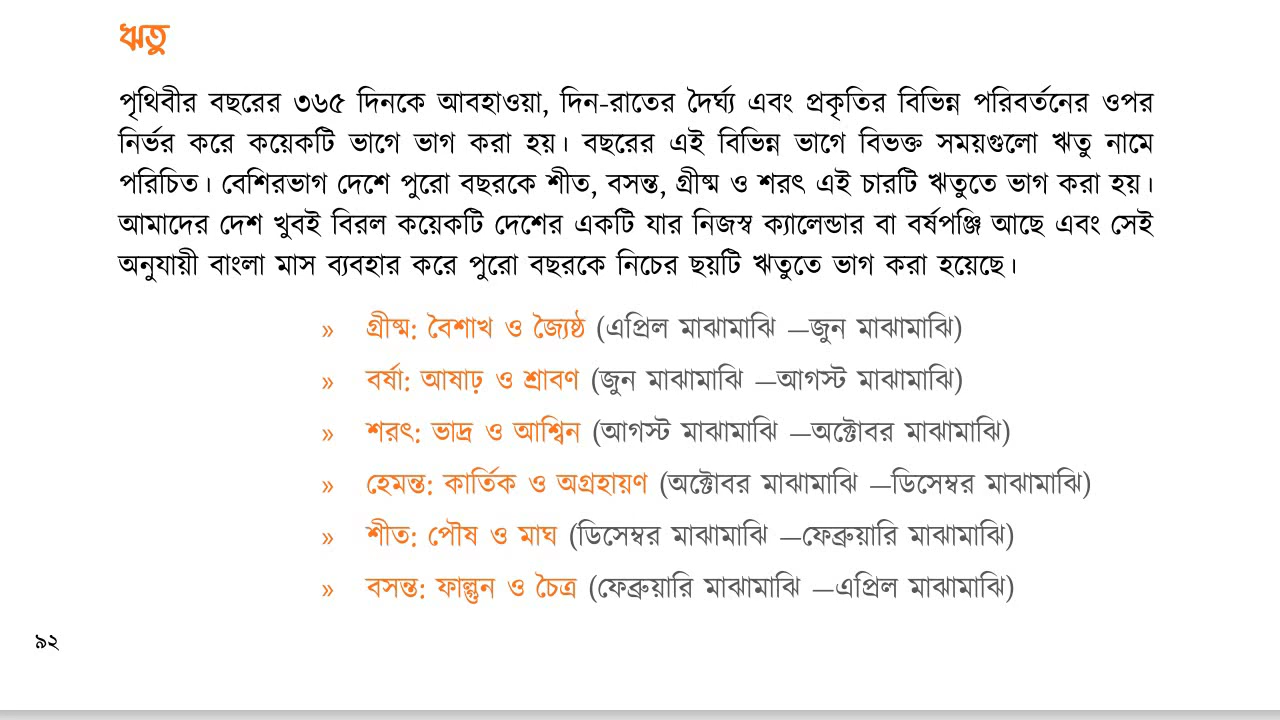 ঋতু
পৃথিবীর বছরের ৩৬৫ দিনকে আবহাওয়া, দিন-রাতের দৈর্ঘ্য এবং প্রকৃতির বিভিন্ন পরিবর্তনের ওপর
নির্ভর করে কয়েকটি ভাগে ভাগ করা হয়। বছরের এই বিভিন্ন ভাগে বিভক্ত সময়গুলো ঋতু নামে
পরিচিত। বেশিরভাগ দেশে পুরো বছরকে শীত, বসন্ত, গ্রীষ্ম ও শরৎ এই চারটি ঋতুতে ভাগ করা হয়।
আমাদের দেশ খুবই বিরল কয়েকটি দেশের একটি যার নিজস্ব ক্যালেন্ডার বা বর্ষপঞ্জি আছে এবং সেই
অনুযায়ী বাংলা মাস ব্যবহার করে পুরো বছরকে নিচের ছয়টি ঋতুতে ভাগ করা হয়েছে।
» গ্রীষ্ম: বৈশাখ ও জ্যৈষ্ঠ (এপ্রিল মাঝামাঝি —জুন মাঝামাঝি)
» বর্ষা: আষাঢ় ও শ্রাবণ (জুন মাঝামাঝি —আগস্ট মাঝামাঝি)
» শরৎ: ভাদ্র ও আশ্বিন (আগস্ট মাঝামাঝি —অক্টোবর মাঝামাঝি)
» হেমন্ত: কার্তিক ও অগ্রহায়ণ (অক্টোবর মাঝামাঝি —ডিসেম্বর মাঝামাঝি)
» শীত: পৌষ ও মাঘ (ডিসেম্বর মাঝামাঝি —ফেব্রুয়ারি মাঝামাঝি)
» বসন্ত: ফাল্গুন ও চৈত্র (ফেব্রুয়ারি মাঝামাঝি —এপ্রিল মাঝামাঝি)
৯২